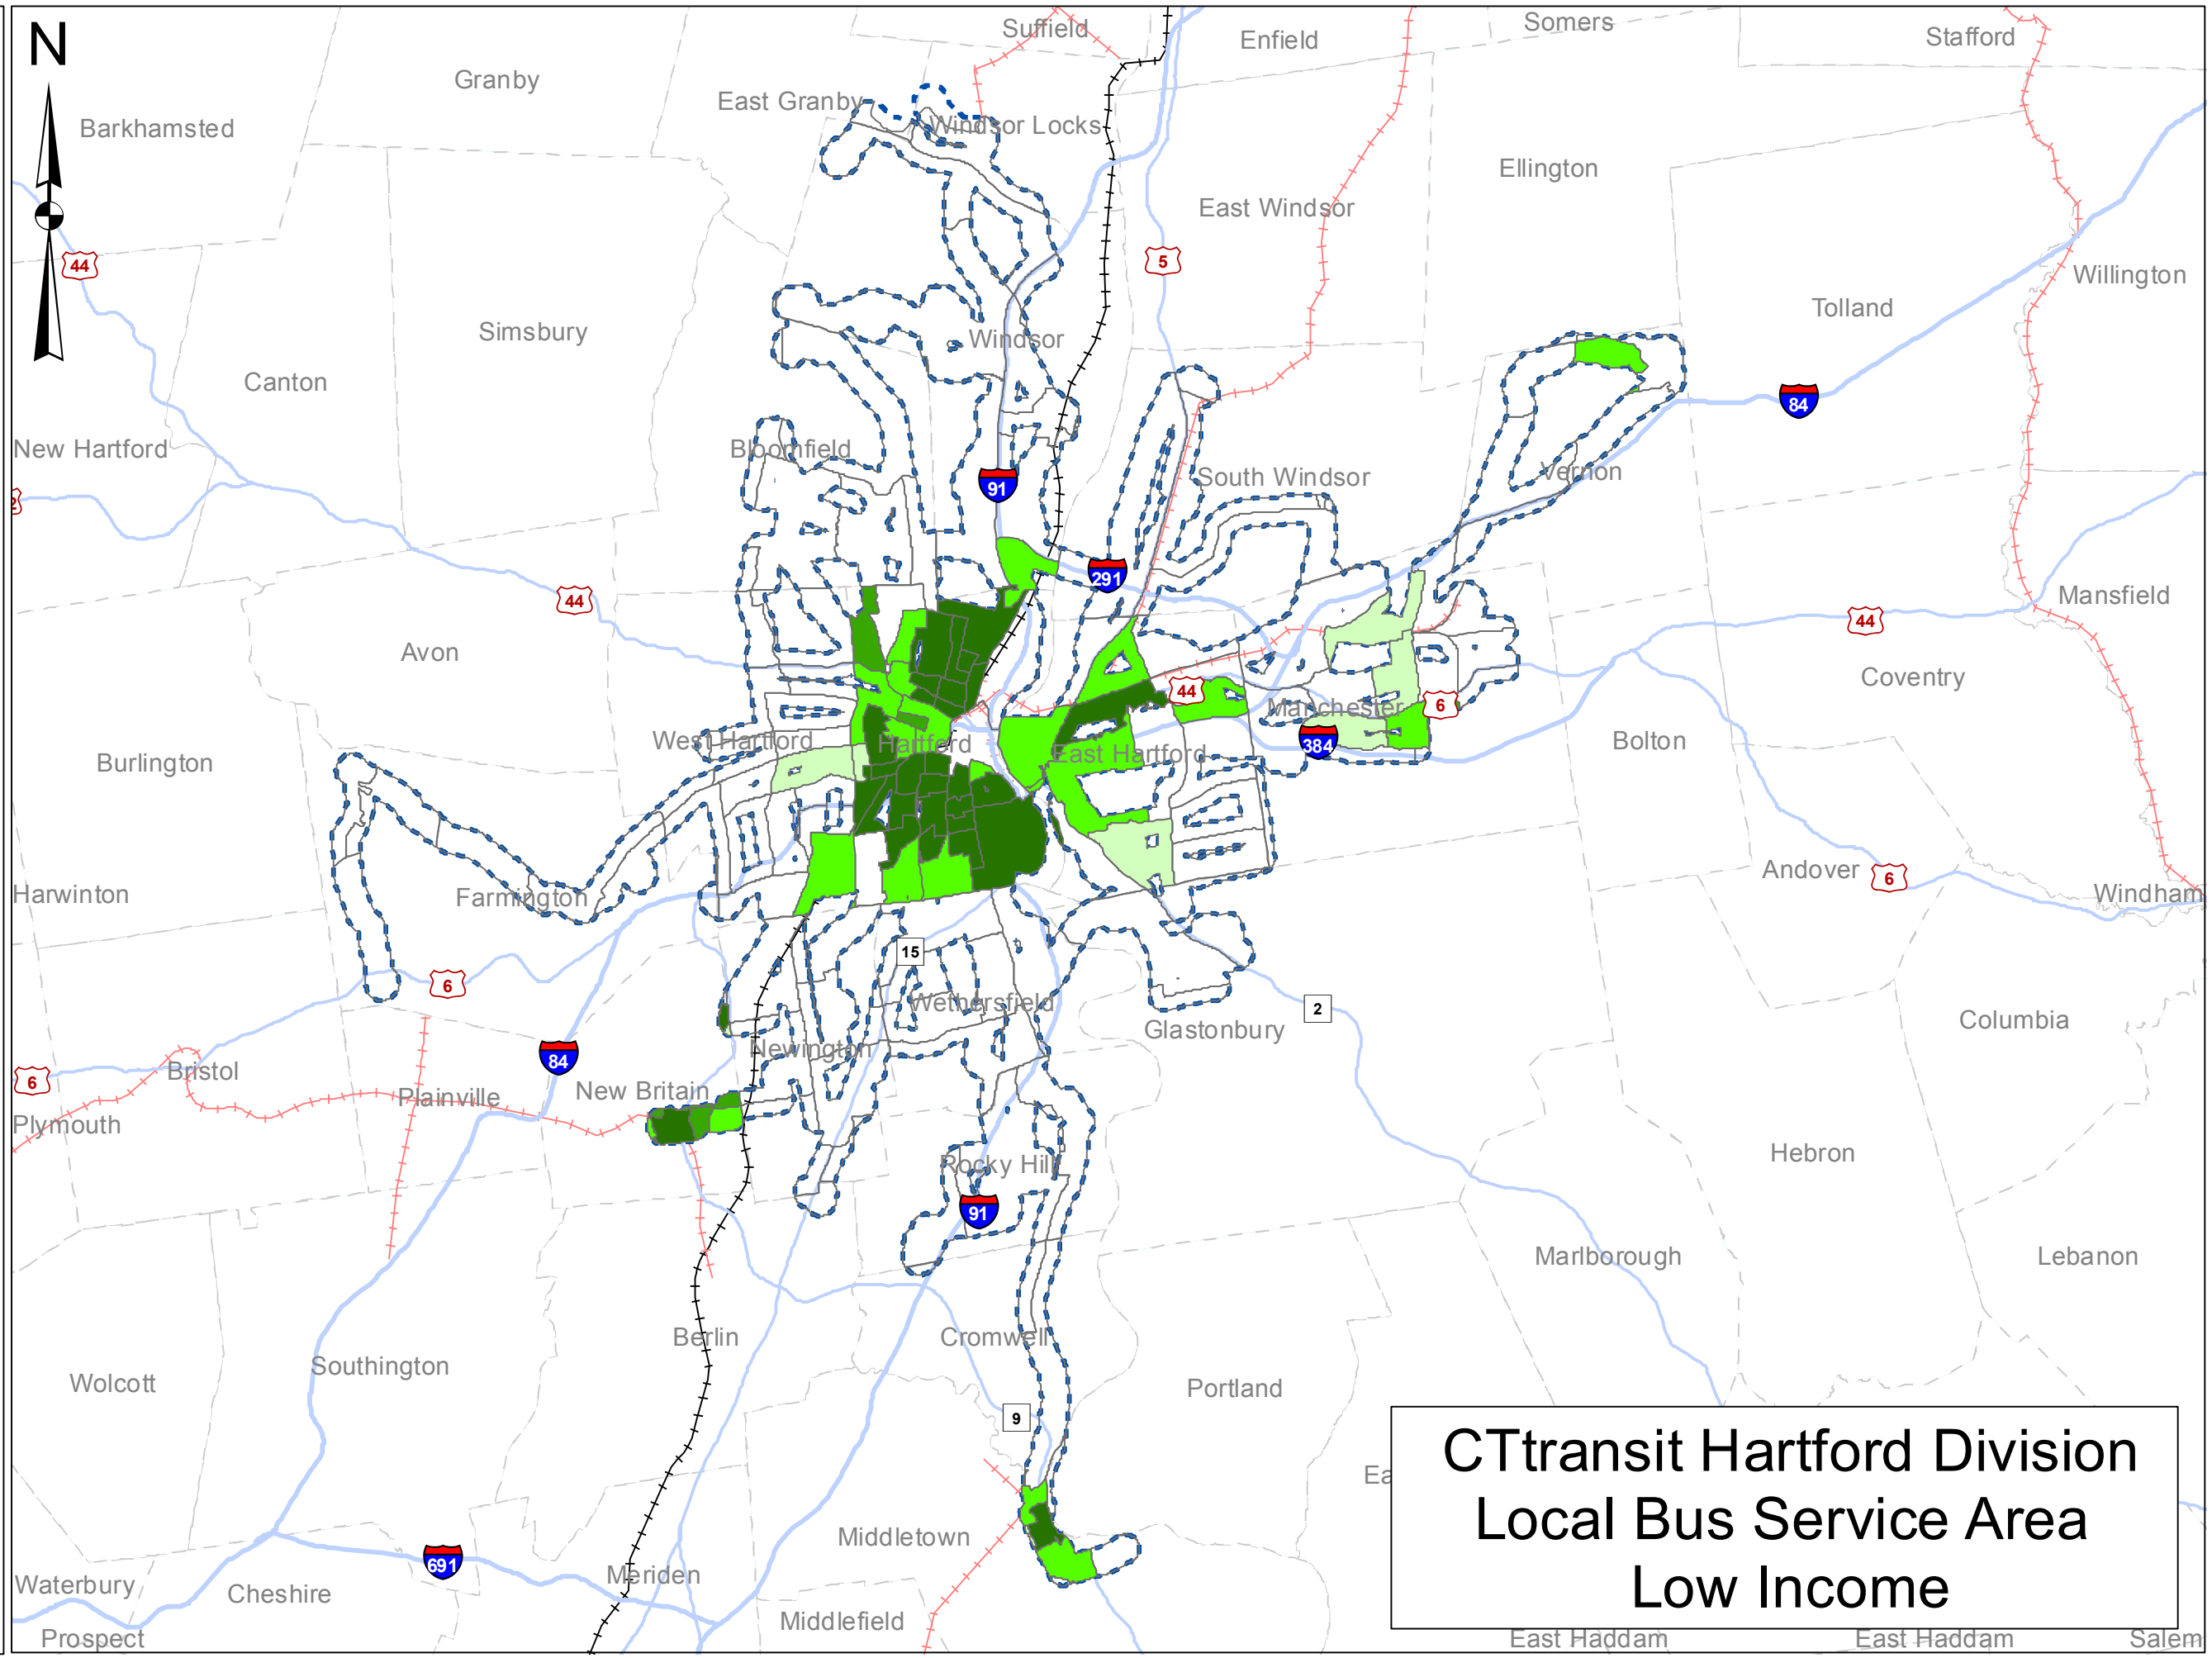 N
Suffield
Enfield
Somers
Stafford
Granby
East Granby
Windsor Locks
Barkhamsted
Ellington
East Windsor
44
5
Willington
Tolland
Simsbury
Windsor
Canton
84
New Hartford
Bloomfield
South Windsor
Vernon
91
291
44
Mansfield
44
Avon
Coventry
44
Manchester
6
West Hartford
Hartford
East Hartford
384
Bolton
Burlington
Andover
6
Harwinton
Farmington
Windham
15
6
Wethersfield
2
Glastonbury
Columbia
Newington
84
Bristol
6
New Britain
Plainville
Plymouth
Hebron
Rocky Hill
91
Marlborough
Lebanon
Berlin
Cromwell
Southington
Wolcott
Portland
9
CTtransit Hartford Division
Ea
Local Bus Service Area
Middletown
691
Low Income
Waterbury
Cheshire
Meriden
Middlefield
Prospect
East Haddam
East Haddam
Salem